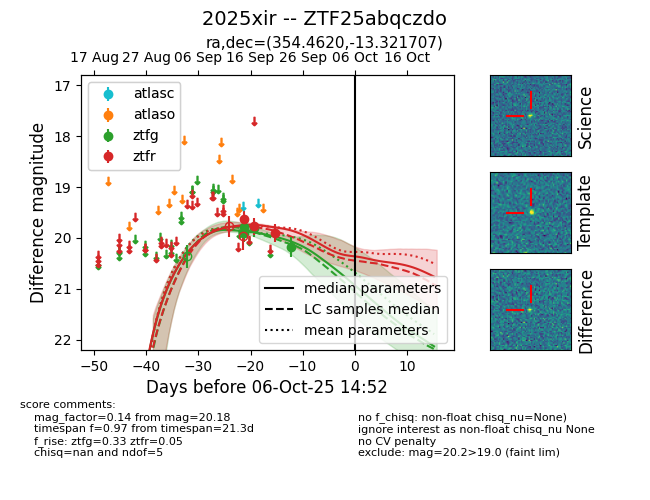 2025xir -- ZTF25abqczdo
ra,dec=(354.4620,-13.321707)
17 Aug 27 Aug 06 Sep 16 Sep 26 Sep 06 Oct 16 Oct
17
18
19
20
21
22
Difference magnitude
atlasc
atlaso
ztfg
ztfr
median parameters
LC samples median
mean parameters
−50 −40 −30 −20 −10 0 10
Days before 06-Oct-25 14:52
Science
Template
Difference
score comments:
mag_factor=0.14 from mag=20.18
timespan f=0.97 from timespan=21.3d
f_rise: ztfg=0.33 ztfr=0.05
chisq=nan and ndof=5
no f_chisq: non-float chisq_nu=None)
ignore interest as non-float chisq_nu None
no CV penalty
exclude: mag=20.2>19.0 (faint lim)